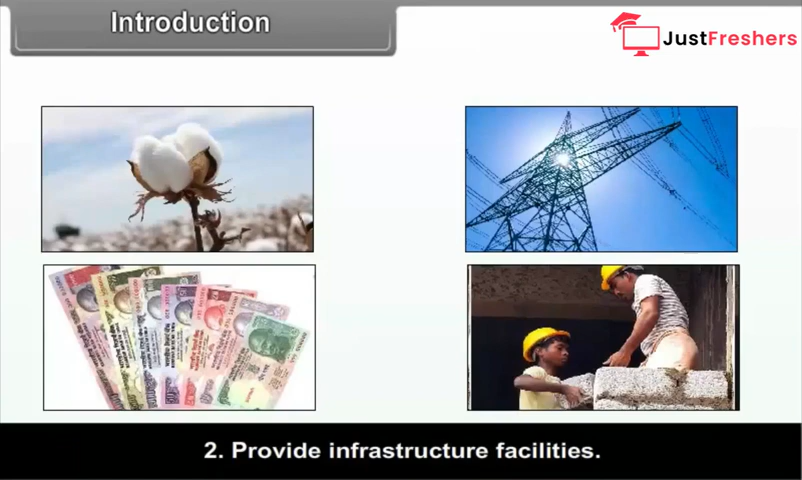 Introduction
JustFreshers
2. Provide infrastructure facilities.